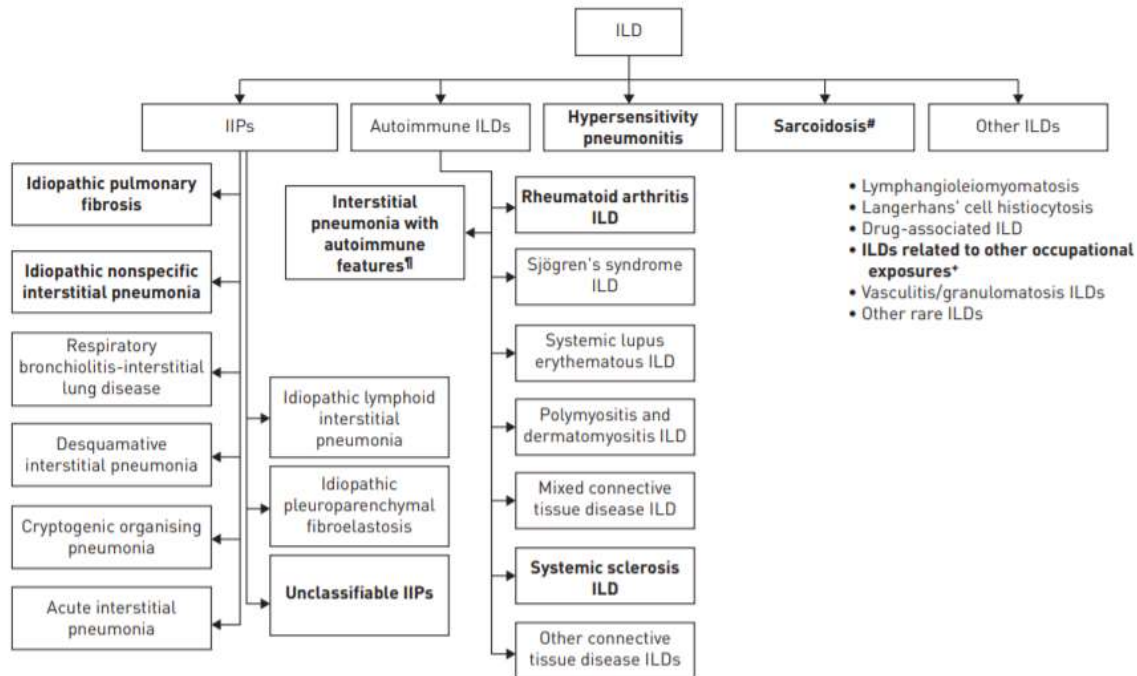 ILD
IIPs
Autoimmune ILDs
Hypersensitivity
pneumonitis
Sarcoidosis#
Other ILDs
Idiopathic pulmonary
fibrosis
Idiopathic nonspecific
interstitial pneumonia
Respiratory
bronchiolitis-interstitial
lung disease
Desquamative
interstitial pneumonia
Cryptogenic organising
pneumonia
Acute interstitial
pneumonia
Idiopathic lymphoid
interstitial
pneumonia
Idiopathic
pleuroparenchymal
fibroelastosis
Unclassifiable IIPs
Interstitial
pneumonia with
autoimmune
features¶
Rheumatoid arthritis
ILD
Sjögren's syndrome
ILD
Systemic lupus
erythematous ILD
Polymyositis and
dermatomyositis ILD
Mixed connective
tissue disease ILD
Systemic sclerosis
ILD
Other connective
tissue disease ILDs
• Lymphangioleiomyomatosis
• Langerhans' cell histiocytosis
• Drug-associated ILD
• ILDs related to other occupational
exposures+
• Vasculitis/granulomatosis ILDs
• Other rare ILDs